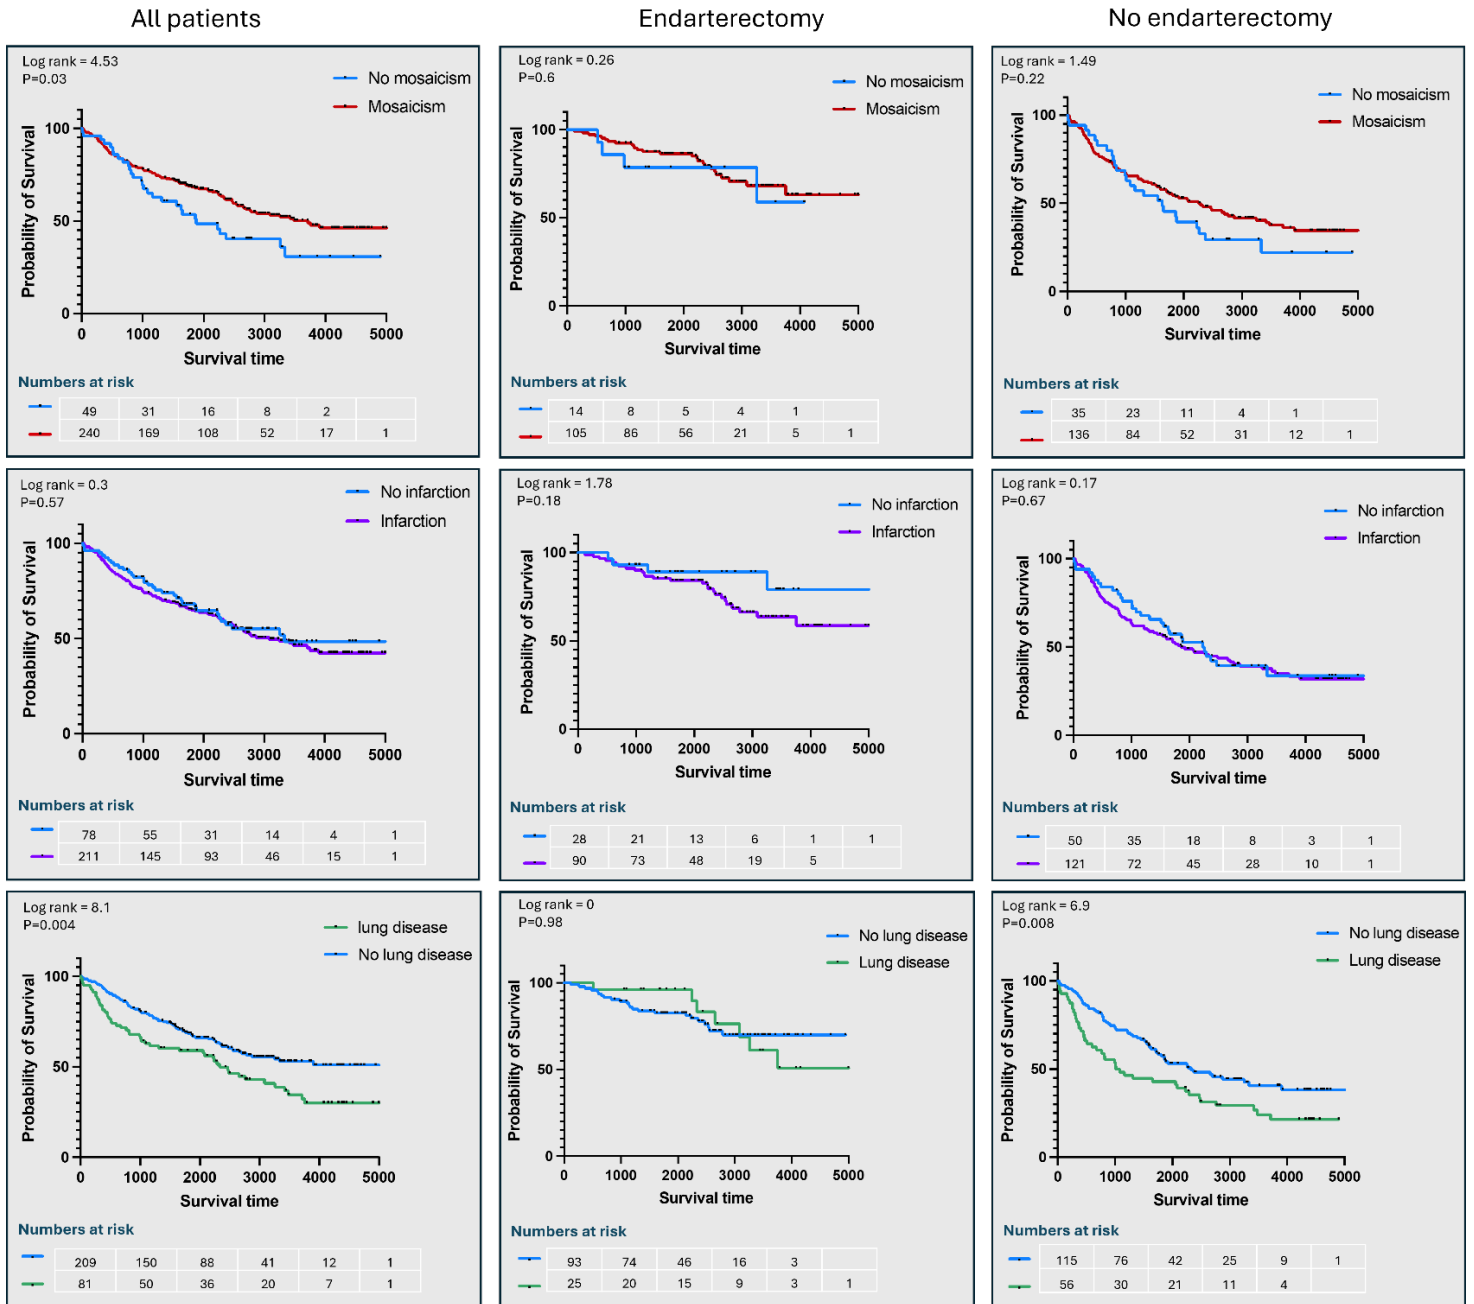 All patients
Endarterectomy
No endarterectomy
Log rank = 4.53
P=0.03
No mosaicism
Mosaicism
Probability of Survival
100
50
0
0 1000 2000 3000 4000 5000
Survival time
Numbers at risk
49 31 16 8 2
240 169 108 52 17 1
Log rank = 0.26
P=0.6
No mosaicism
Mosaicism
Probability of Survival
100
50
0
0 1000 2000 3000 4000 5000
Survival time
Numbers at risk
14 8 5 4 1
105 86 56 21 5 1
Log rank = 1.49
P=0.22
No mosaicism
Mosaicism
Probability of Survival
100
50
0
0 1000 2000 3000 4000 5000
Survival time
Numbers at risk
35 23 11 4 1
136 84 52 31 12 1
Log rank = 0.3
P=0.57
No infarction
Infarction
Probability of Survival
100
50
0
0 1000 2000 3000 4000 5000
Survival time
Numbers at risk
78 55 31 14 4 1
211 145 93 46 15 1
Log rank = 1.78
P=0.18
No infarction
Infarction
Probability of Survival
100
50
0
0 1000 2000 3000 4000 5000
Survival time
Numbers at risk
28 21 13 6 1 1
90 73 48 19 5
Log rank = 0.17
P=0.67
No infarction
Infarction
Probability of Survival
100
50
0
0 1000 2000 3000 4000 5000
Survival time
Numbers at risk
50 35 18 8 3 1
121 72 45 28 10 1
Log rank = 8.1
P=0.004
lung disease
No lung disease
Probability of Survival
100
50
0
0 1000 2000 3000 4000 5000
Survival time
Numbers at risk
209 150 88 41 12 1
81 50 36 20 7 1
Log rank = 0
P=0.98
No lung disease
Lung disease
Probability of Survival
100
50
0
0 1000 2000 3000 4000 5000
Survival time
Numbers at risk
93 74 46 16 3
25 20 15 9 3 1
Log rank = 6.9
P=0.008
No lung disease
Lung disease
Probability of Survival
100
50
0
0 1000 2000 3000 4000 5000
Survival time
Numbers at risk
115 76 42 25 9 1
56 30 21 11 4